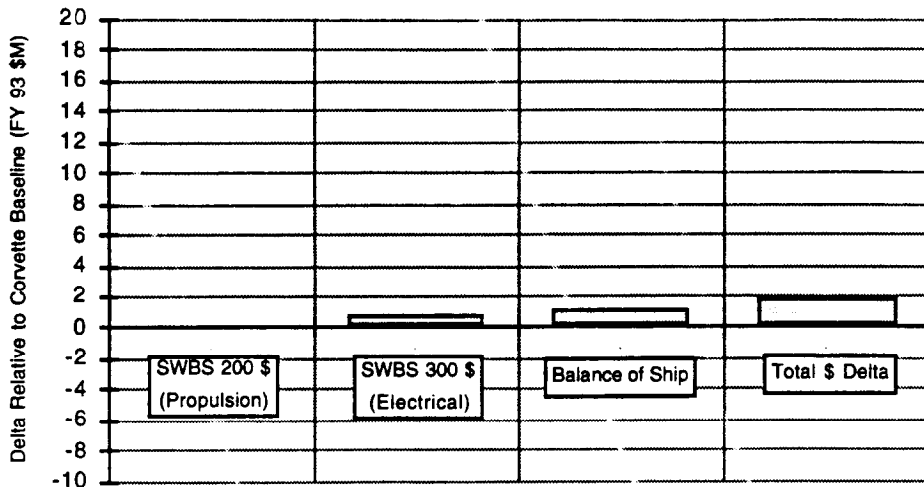 Delta Relative to Corvette Baseline (FY 93 $M)
20
18
16
14
12
10
8
6
4
2
0
-2
-4
-6
-8
-10
SWBS 200 $
(Propulsion)
SWBS 300 $
(Electrical)
Balance of Ship
Total $ Delta